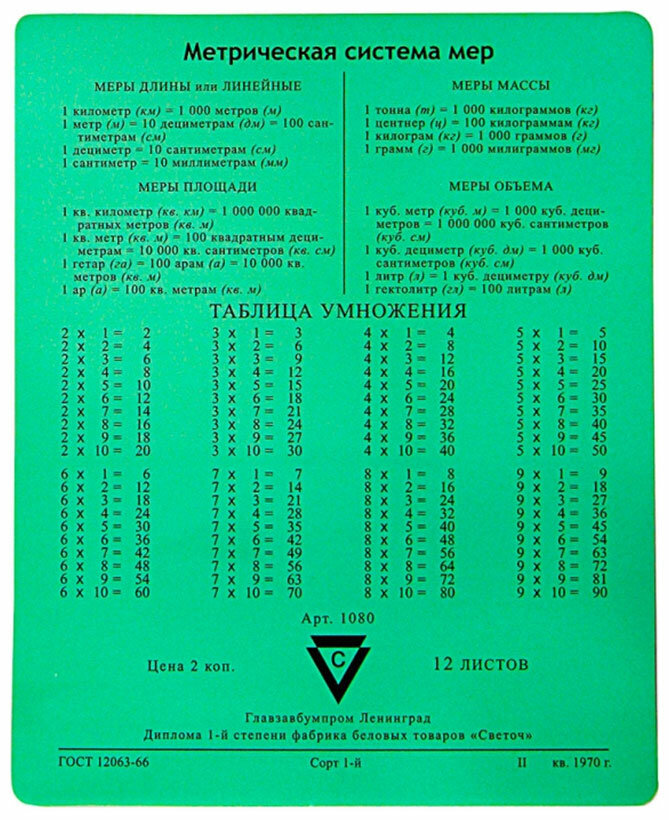 Метрическая система мер
МЕРЫ ДЛИНЫ или ЛИНЕЙНЫЕ
1 километр (км) = 1 000 метров (м)
1 метр (м) = 10 дециметрам (дм) = 100 сан-
тиметрам (см)
1 дециметр = 10 сантиметрам (см)
1 сантиметр = 10 миллиметрам (мм)
МЕРЫ МАССЫ
1 тонна (т) = 1 000 килограммов (кг)
1 центнер (ц) = 100 килограммам (кг)
1 килограм (кг) = 1 000 граммов (г)
1 грамм (г) = 1 000 милиграммов (мг)
МЕРЫ ПЛОЩАДИ
1 кв. километр (кв. км) = 1 000 000 квад-
ратных метров (кв. м)
1 кв. метр (кв. м) = 100 квадратным деци-
метрам = 10 000 кв. сантиметров (кв. см)
1 гетар (га) = 100 арам (а) = 10 000 кв.
метров (кв. м)
1 ар (а) = 100 кв. метрам (кв. м)
МЕРЫ ОБЪЕМА
1 куб. метр (куб. м) = 1 000 куб. деци-
метров = 1 000 000 куб. сантиметров
(куб. см)
1 куб. дециметр (куб. дм) = 1 000 куб.
сантиметров (куб. см)
1 литр (л) = 1 куб. дециметру (куб. дм)
1 гектолитр (гл) = 100 литрам (л)
ТАБЛИЦА УМНОЖЕНИЯ
2 x 1 = 2 3 x 1 = 3 4 x 1 = 4 5 x 1 = 5
2 x 2 = 4 3 x 2 = 6 4 x 2 = 8 5 x 2 = 10
2 x 3 = 6 3 x 3 = 9 4 x 3 = 12 5 x 3 = 15
2 x 4 = 8 3 x 4 = 12 4 x 4 = 16 5 x 4 = 20
2 x 5 = 10 3 x 5 = 15 4 x 5 = 20 5 x 5 = 25
2 x 6 = 12 3 x 6 = 18 4 x 6 = 24 5 x 6 = 30
2 x 7 = 14 3 x 7 = 21 4 x 7 = 28 5 x 7 = 35
2 x 8 = 16 3 x 8 = 24 4 x 8 = 32 5 x 8 = 40
2 x 9 = 18 3 x 9 = 27 4 x 9 = 36 5 x 9 = 45
2 x 10 = 20 3 x 10 = 30 4 x 10 = 40 5 x 10 = 50
6 x 1 = 6 7 x 1 = 7 8 x 1 = 8 9 x 1 = 9
6 x 2 = 12 7 x 2 = 14 8 x 2 = 16 9 x 2 = 18
6 x 3 = 18 7 x 3 = 21 8 x 3 = 24 9 x 3 = 27
6 x 4 = 24 7 x 4 = 28 8 x 4 = 32 9 x 4 = 36
6 x 5 = 30 7 x 5 = 35 8 x 5 = 40 9 x 5 = 45
6 x 6 = 36 7 x 6 = 42 8 x 6 = 48 9 x 6 = 54
6 x 7 = 42 7 x 7 = 49 8 x 7 = 56 9 x 7 = 63
6 x 8 = 48 7 x 8 = 56 8 x 8 = 64 9 x 8 = 72
6 x 9 = 54 7 x 9 = 63 8 x 9 = 72 9 x 9 = 81
6 x 10 = 60 7 x 10 = 70 8 x 10 = 80 9 x 10 = 90
Арт. 1080
Цена 2 коп. С 12 ЛИСТОВ
Главзавбумпром Ленинград
Диплома 1-й степени фабрика беловых товаров «Светоч»
ГОСТ 12063-66 Сорт 1-й II кв. 1970 г.